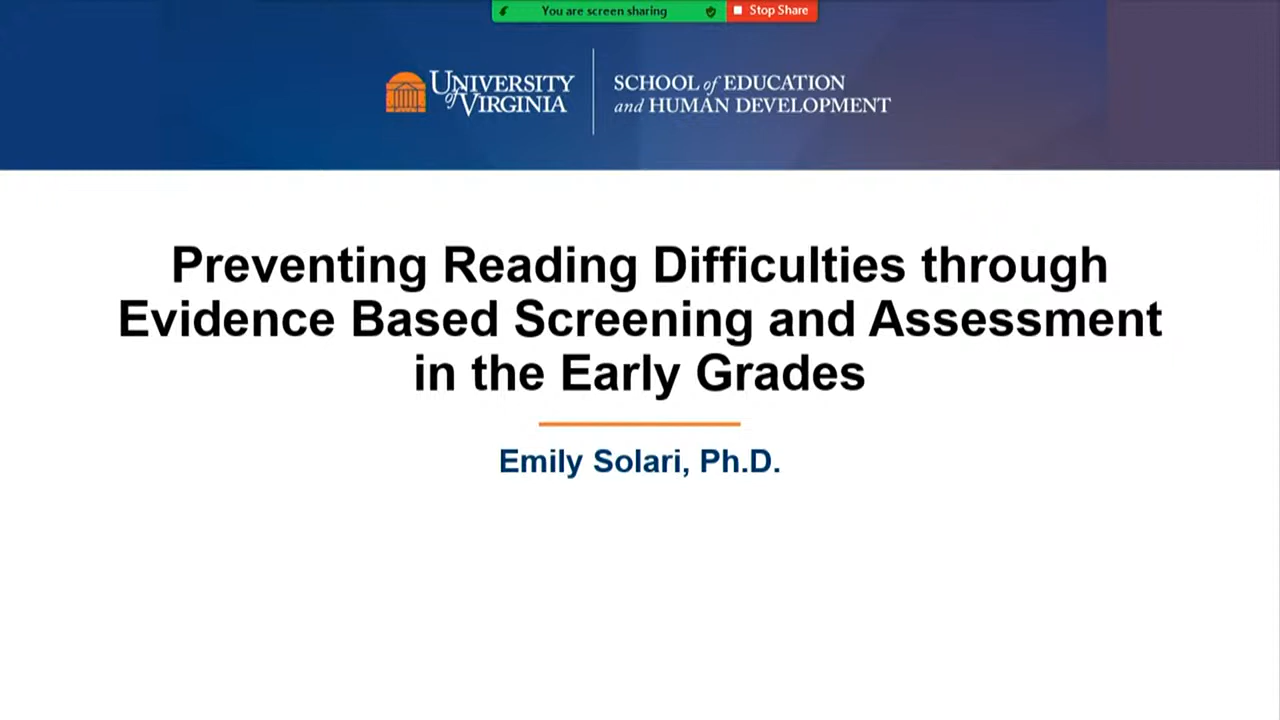 You are screen sharing
Stop Share
UNIVERSITY
of VIRGINIA
SCHOOL of EDUCATION
and HUMAN DEVELOPMENT
Preventing Reading Difficulties through
Evidence Based Screening and Assessment
in the Early Grades
Emily Solari, Ph.D.